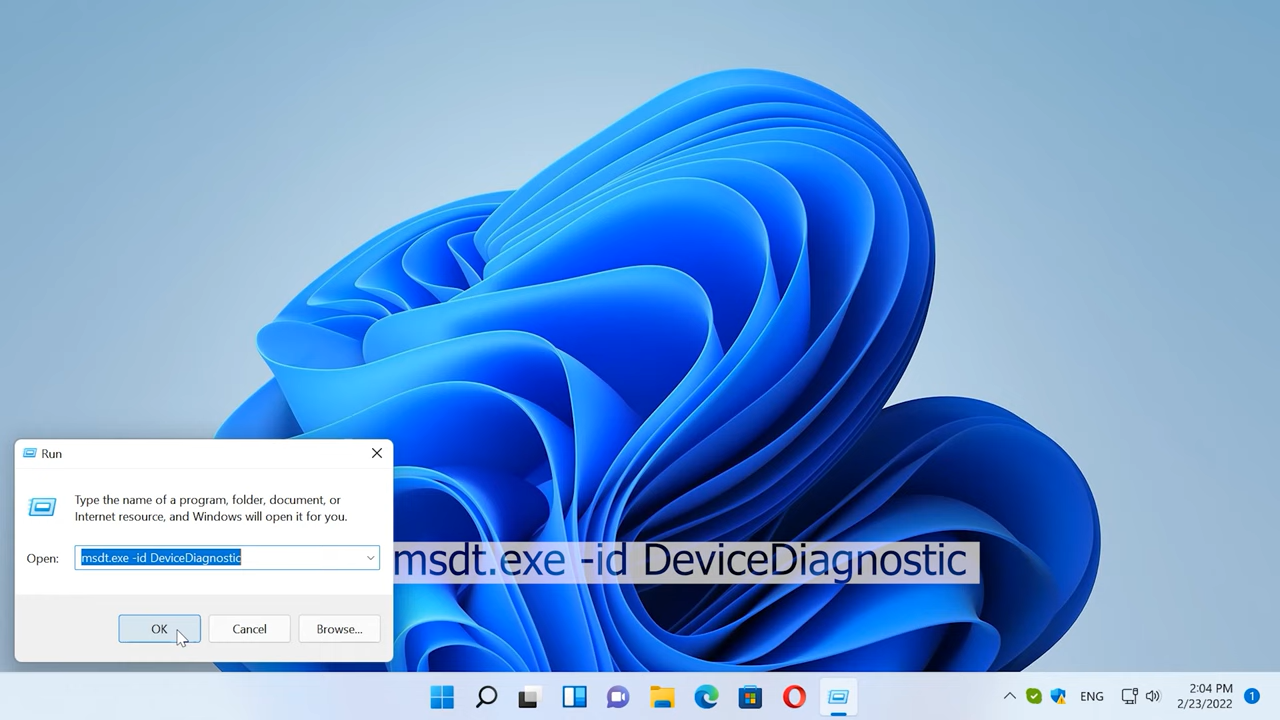 Run
Type the name of a program, folder, document, or
Internet resource, and Windows will open it for you.
Open:
msdt.exe -id DeviceDiagnostic
msdt.exe -id DeviceDiagnostic
OK
Cancel
Browse...
ENG
2:04 PM
2/23/2022
1